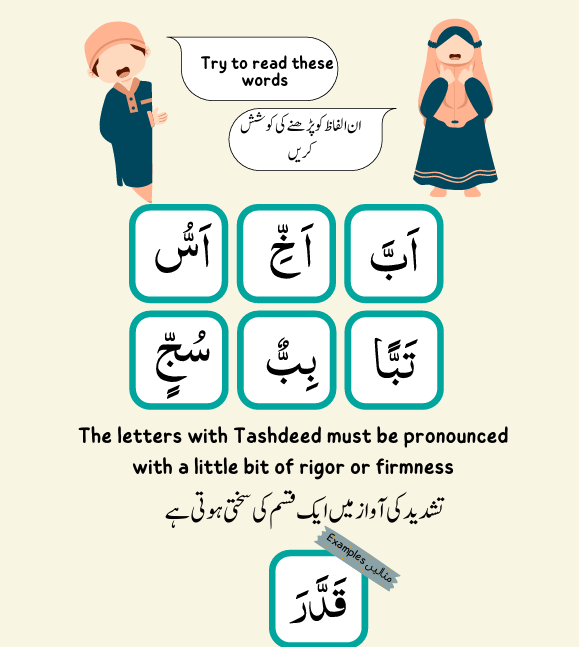 Try to read these
words
ان الفاظ کو پڑھنے کی کوشش
کریں
اَبَّ
اَخِّ
اَسُّ
تَبًّا
بِبٌّ
سُجٍّ
The letters with Tashdeed must be pronounced
with a little bit of rigor or firmness
تشدید کی آواز میں ایک قسم کی سختی ہوتی ہے
Examples مثالیں
قَدَّرَ